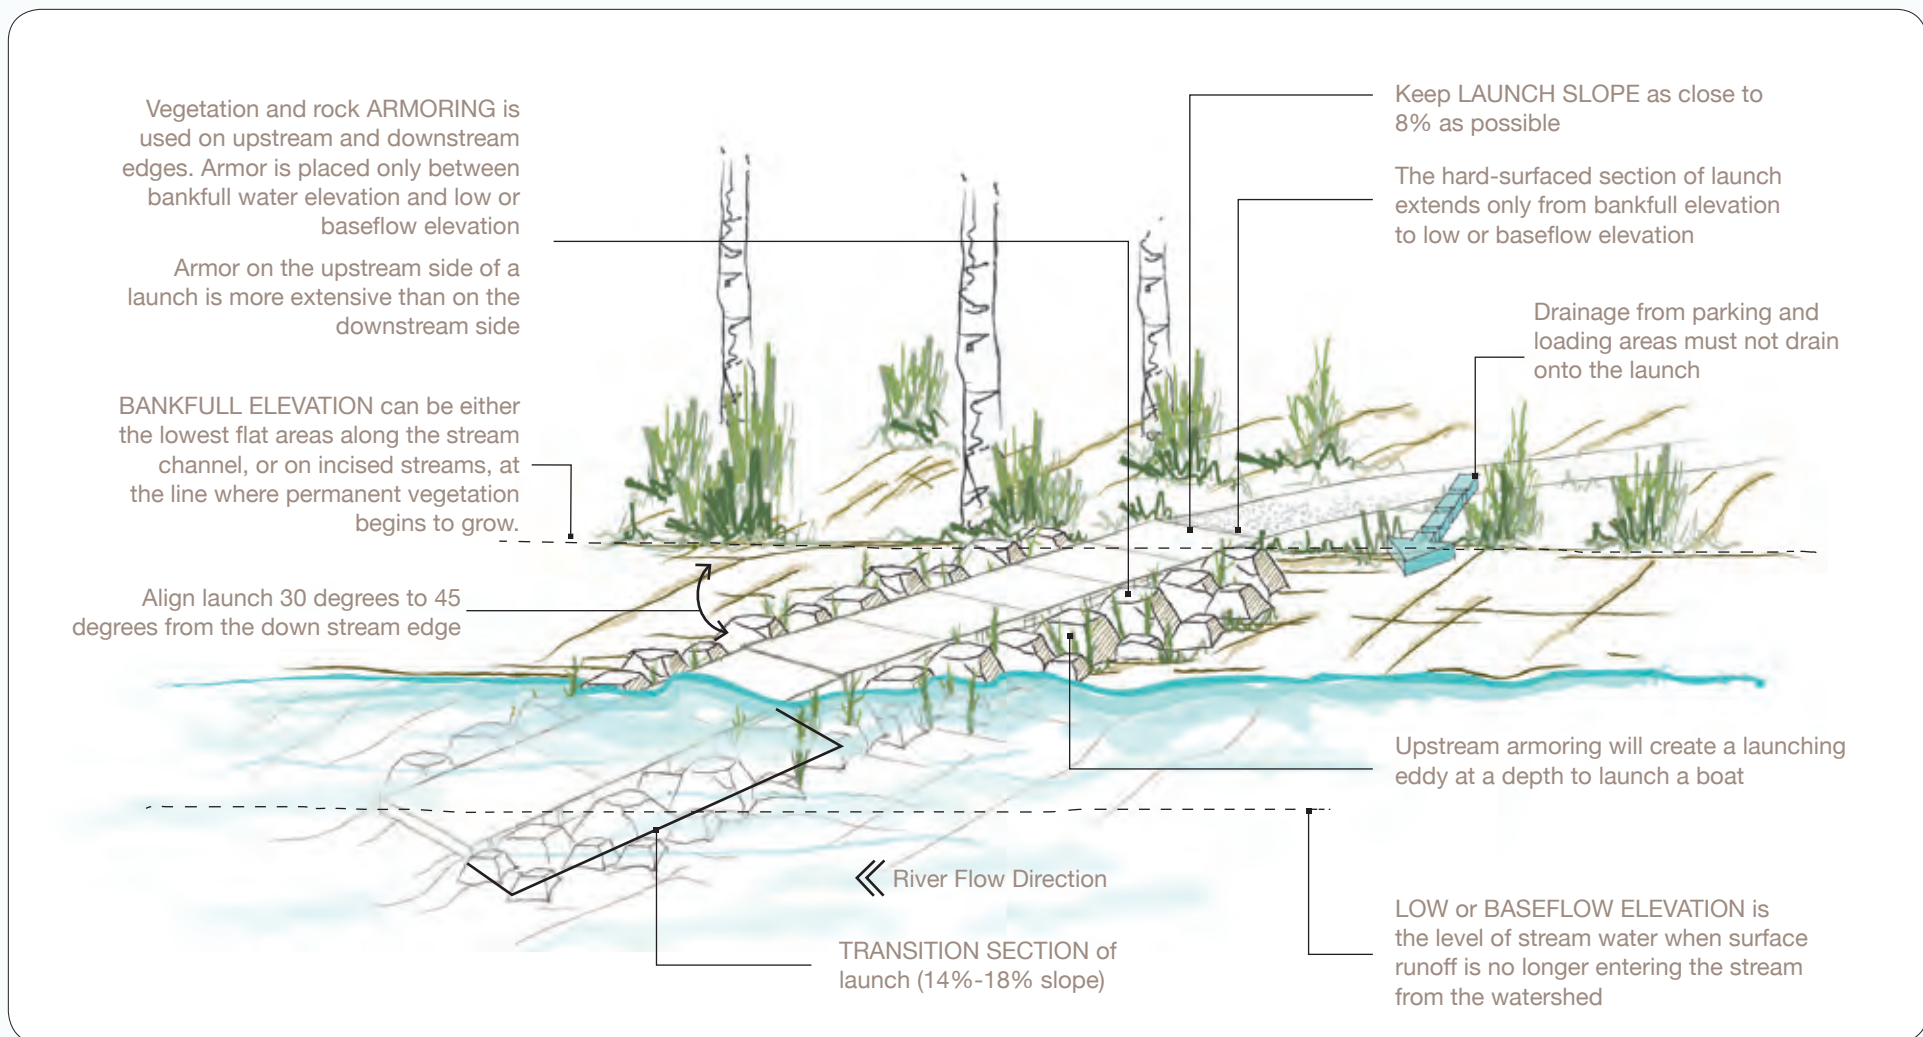 Vegetation and rock ARMORING is
used on upstream and downstream
edges. Armor is placed only between
bankfull water elevation and low or
baseflow elevation
Armor on the upstream side of a
launch is more extensive than on the
downstream side
BANKFULL ELEVATION can be either
the lowest flat areas along the stream
channel, or on incised streams, at
the line where permanent vegetation
begins to grow.
Align launch 30 degrees to 45
degrees from the down stream edge
Keep LAUNCH SLOPE as close to
8% as possible
The hard-surfaced section of launch
extends only from bankfull elevation
to low or baseflow elevation
Drainage from parking and
loading areas must not drain
onto the launch
Upstream armoring will create a launching
eddy at a depth to launch a boat
River Flow Direction
TRANSITION SECTION of
launch (14%-18% slope)
LOW or BASEFLOW ELEVATION is
the level of stream water when surface
runoff is no longer entering the stream
from the watershed